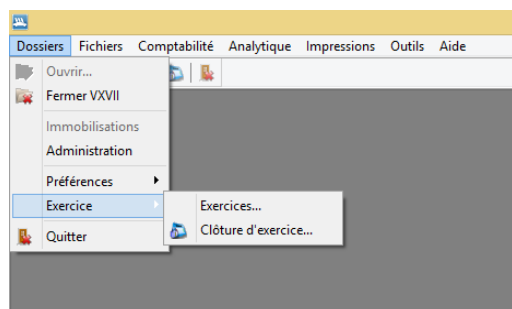 Dossiers Fichiers Comptabilité Analytique Impressions Outils Aide
Ouvrir...
Fermer VXVII
Immobilisations
Administration
Préférences
Exercice
Exercices...
Clôture d'exercice...
Quitter